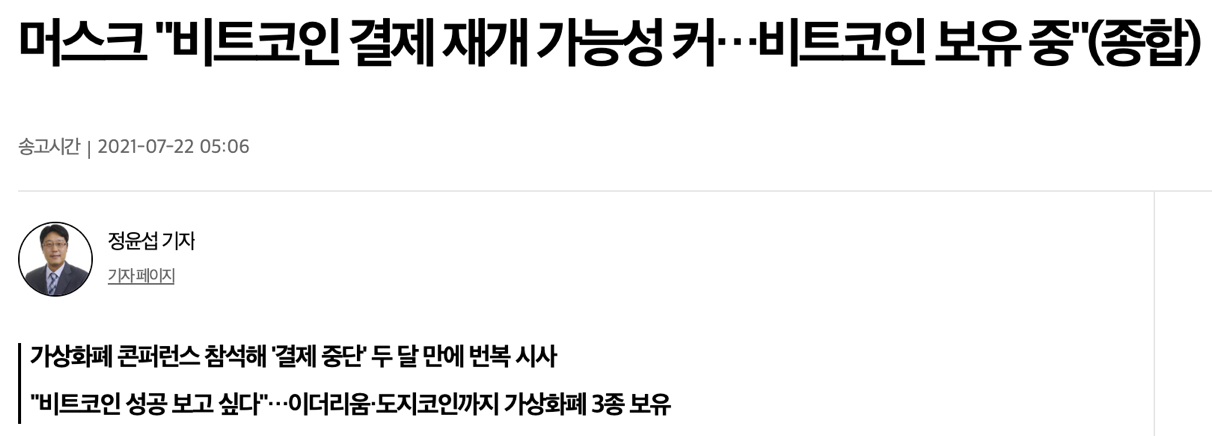 머스크 "비트코인 결제 재개 가능성 커…비트코인 보유 중"(종합)
송고시간 | 2021-07-22 05:06
정윤섭 기자
기자 페이지
가상화폐 콘퍼런스 참석해 '결제 중단' 두 달 만에 번복 시사
"비트코인 성공 보고 싶다"…이더리움·도지코인까지 가상화폐 3종 보유